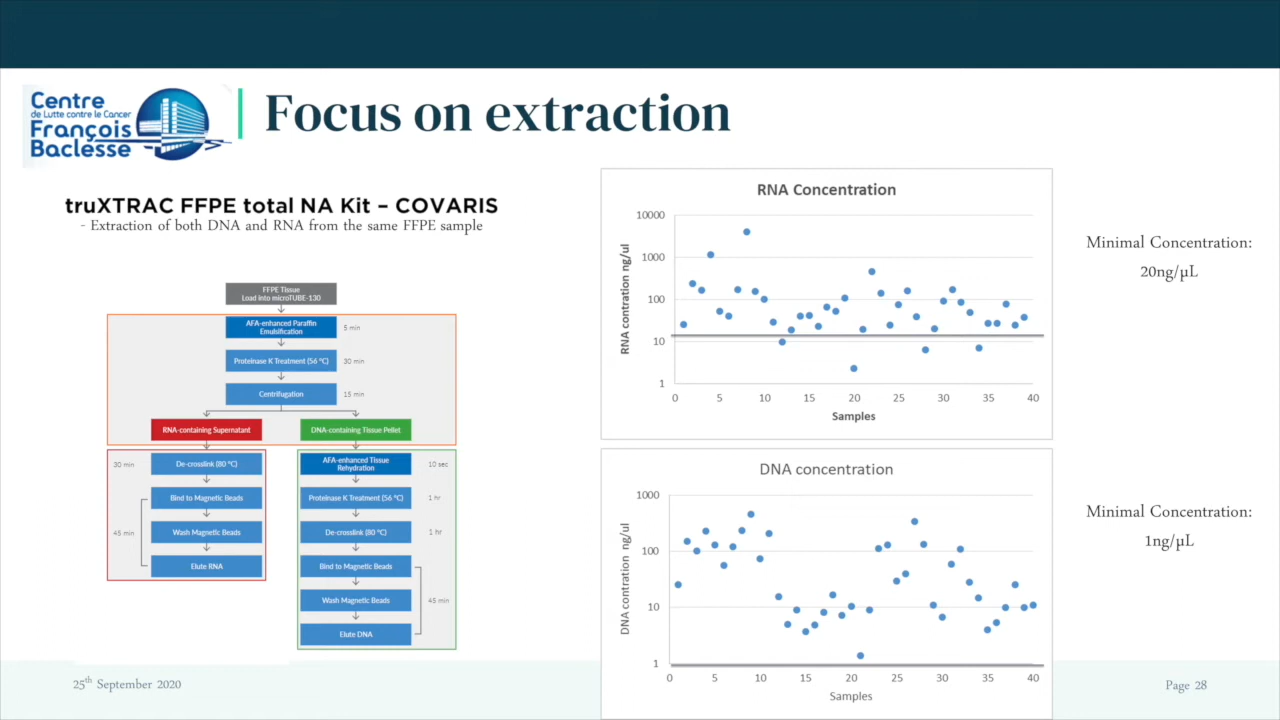 Centre
de Lutte contre le Cancer
François
Baclesse
Focus on extraction
truXTRAC FFPE total NA Kit – COVARIS
- Extraction of both DNA and RNA from the same FFPE sample
FFPE Tissue
Load into microTUBE-130
AFA-enhanced Paraffin
Emulsification
5 min
Proteinase K Treatment (56 °C)
30 min
Centrifugation
15 min
RNA-containing Supernatant
DNA-containing Tissue Pellet
30 min
De-crosslink (80 °C)
Bind to Magnetic Beads
45 min
Wash Magnetic Beads
Elute RNA
AFA-enhanced Tissue
Rehydration
10 sec
Proteinase K Treatment (56 °C)
1 hr
De-crosslink (80 °C)
1 hr
Bind to Magnetic Beads
Wash Magnetic Beads
45 min
Elute DNA
RNA Concentration
RNA contration ng/ul
10000
1000
100
10
1
0 5 10 15 20 25 30 35 40
Samples
Minimal Concentration:
20ng/µL
DNA concentration
DNA contration ng/ul
1000
100
10
1
0 5 10 15 20 25 30 35 40
Samples
Minimal Concentration:
1ng/µL
25th September 2020
Page 28